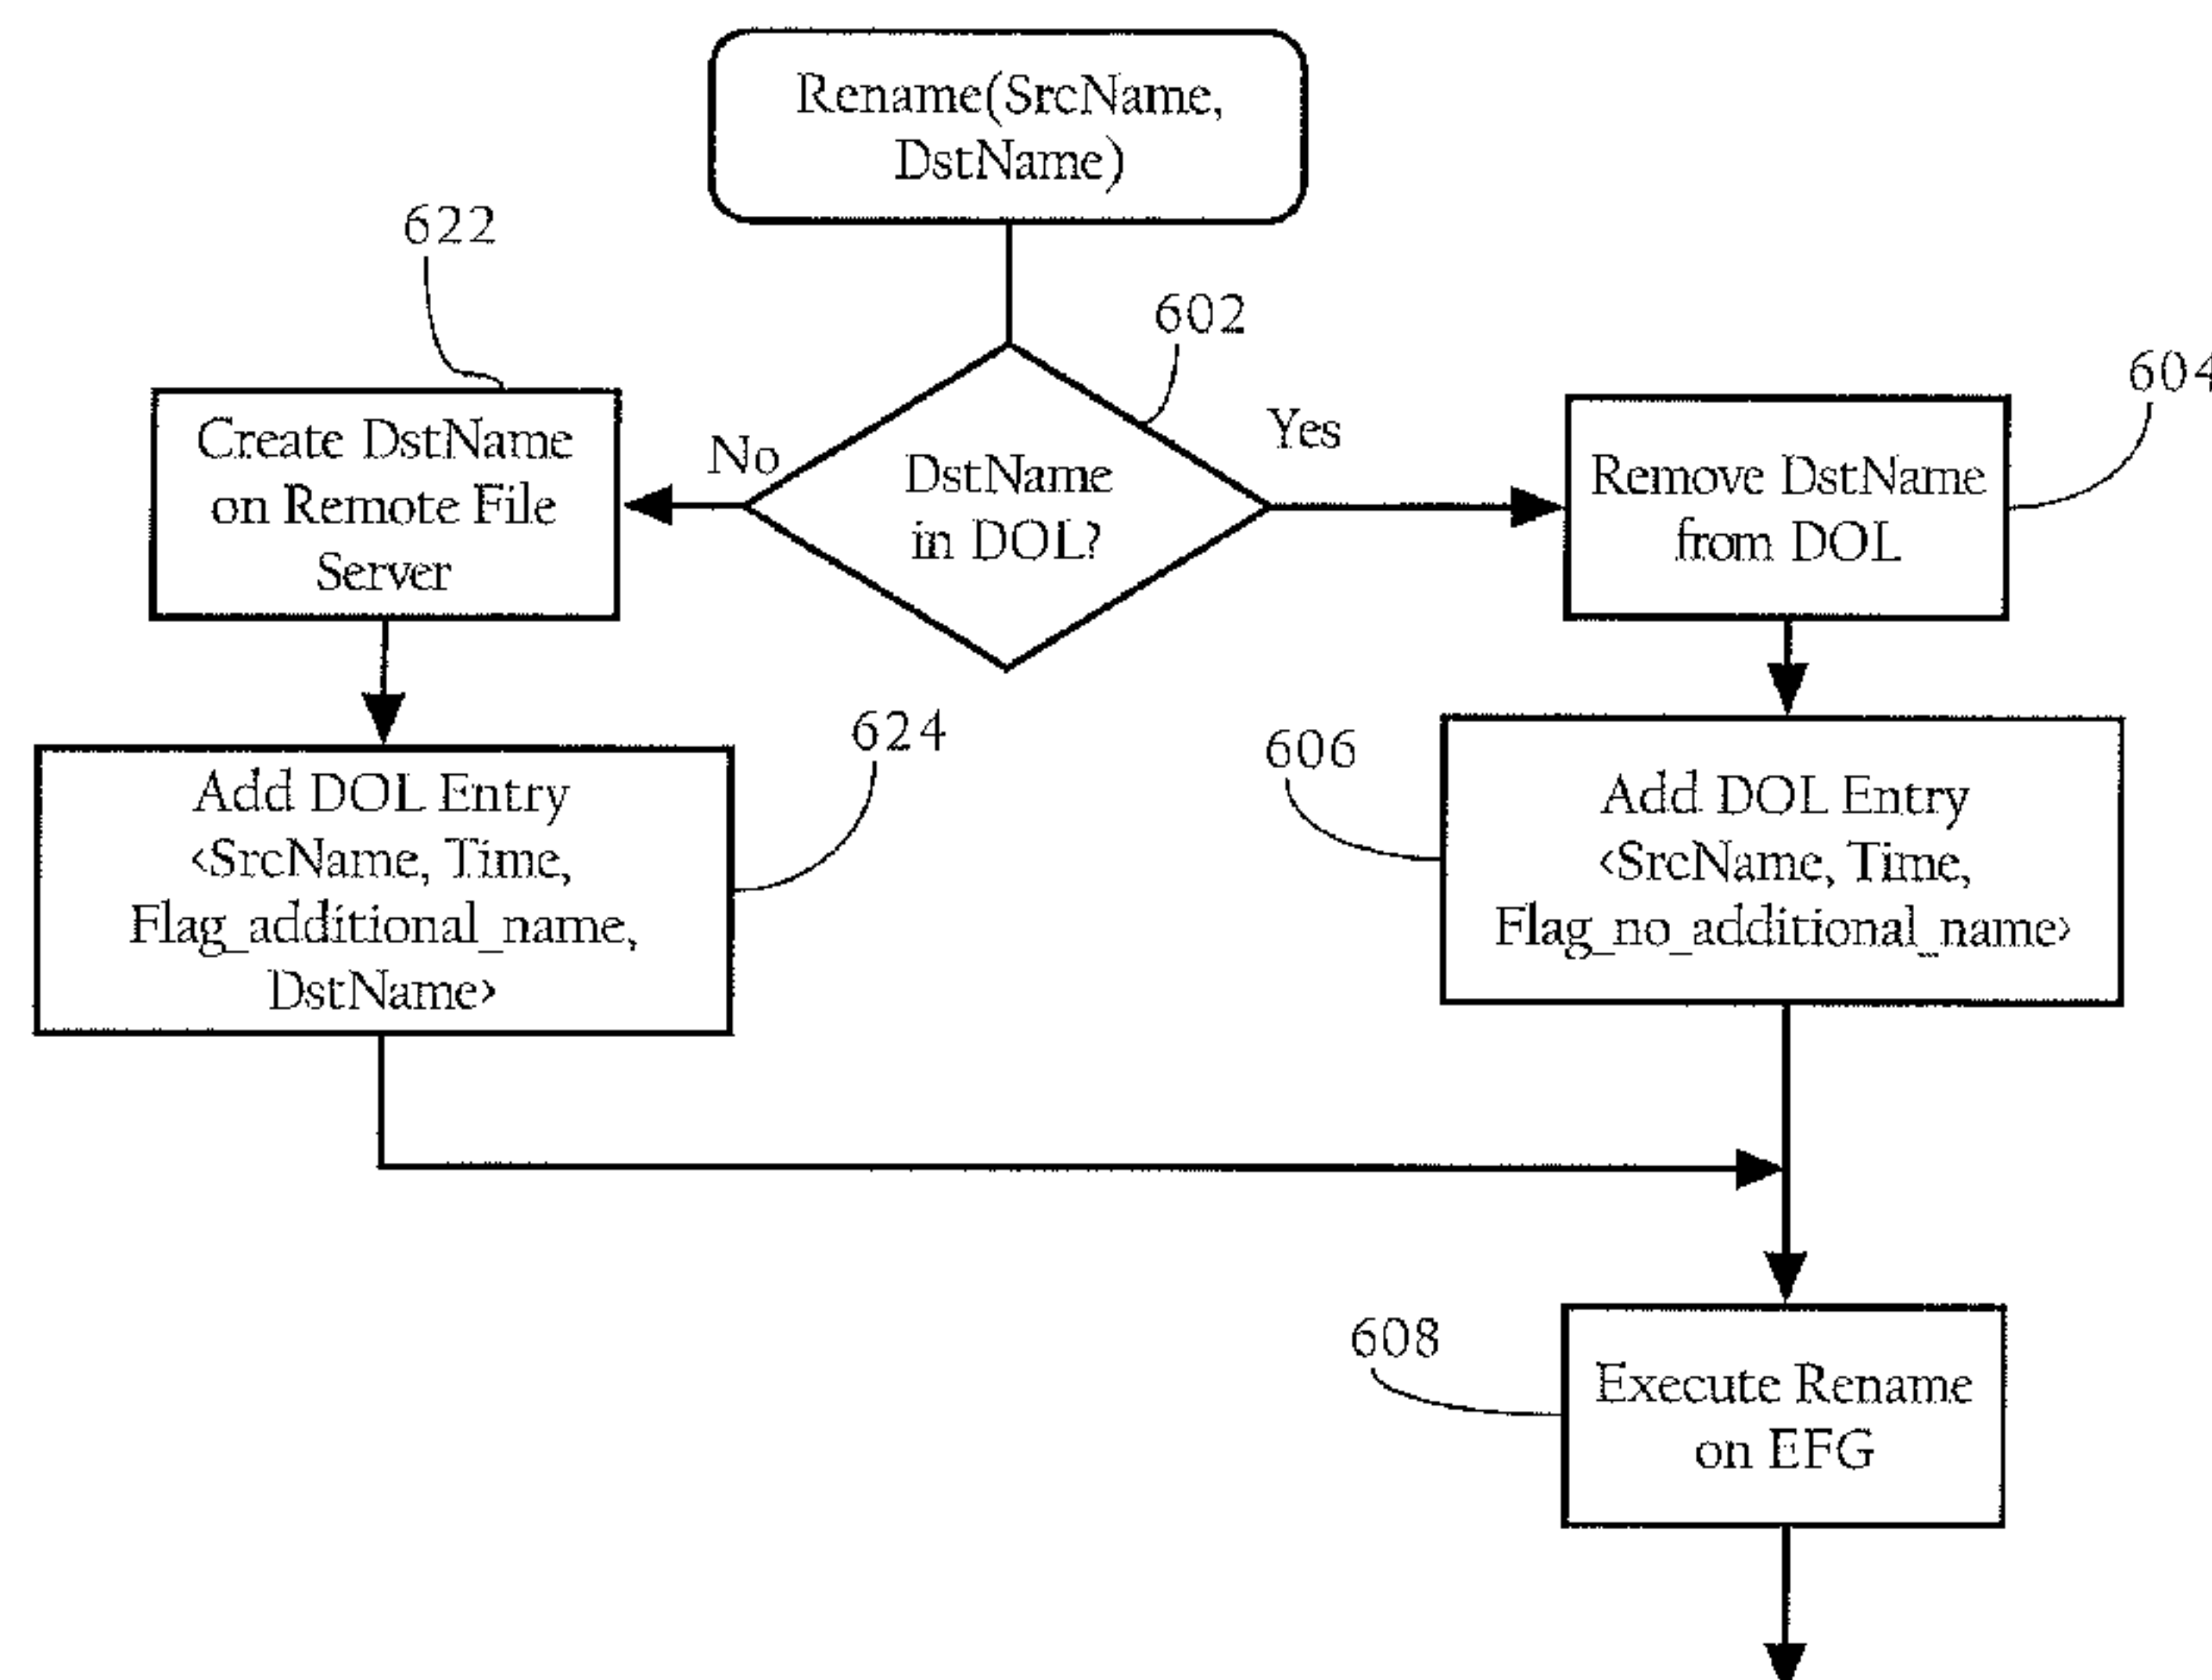 Rename(SrcName,
DstName)
622
602
604
Create DstName
on Remote File
Server
No
DstName
in DOL?
Yes
Remove DstName
from DOL
624
Add DOL Entry
<SrcName, Time,
Flag_additional_name,
DstName>
606
Add DOL Entry
<SrcName, Time,
Flag_no_additional_name>
608
Execute Rename
on EFG